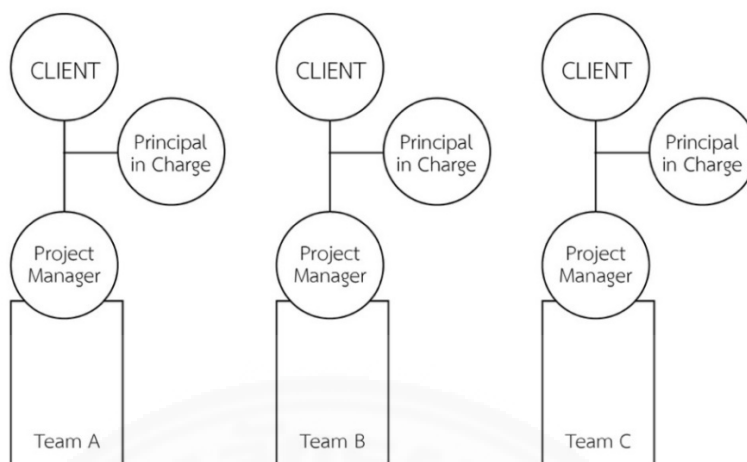 CLIENT
Principal
in Charge
Project
Manager
Team A
CLIENT
Principal
in Charge
Project
Manager
Team B
CLIENT
Principal
in Charge
Project
Manager
Team C